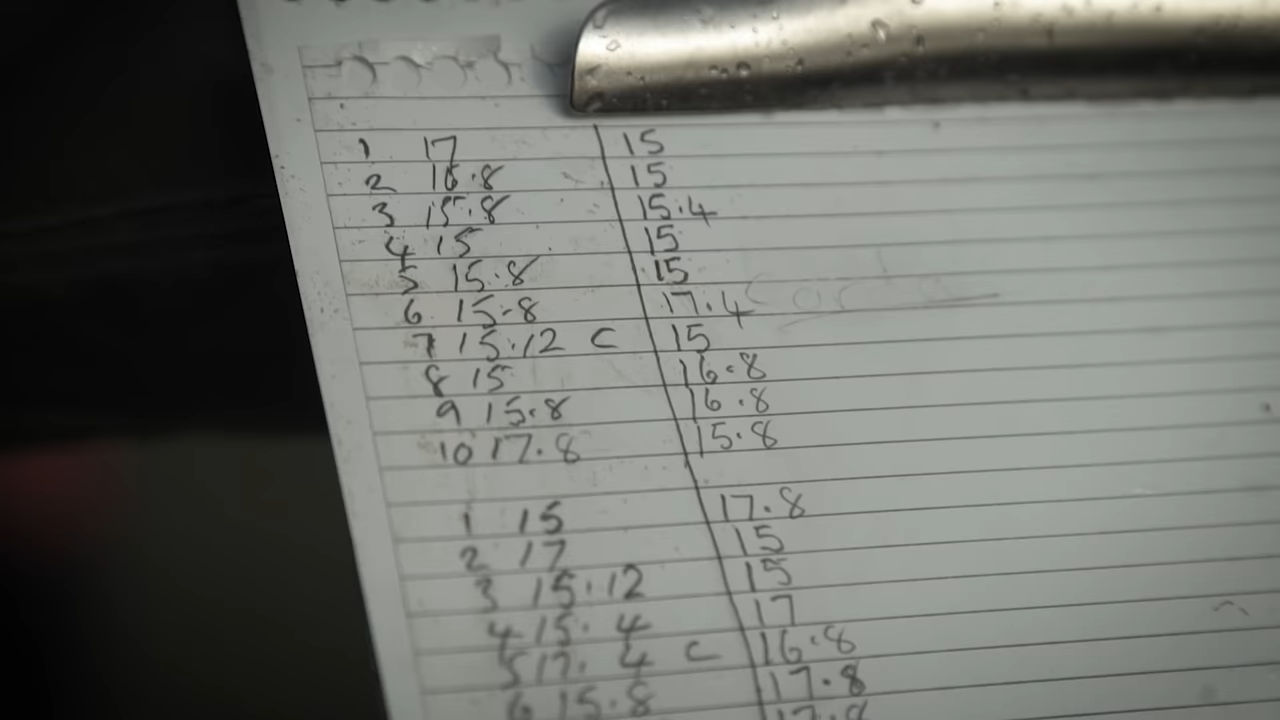 1 17 15
2 16.8 15
3 15.8 15.4
4 15 15
5 15.8 15
6 15-8 17.4
7 15.12 C 15
8 15 16.8
9 15.8 16.8
10 17.8 15.8
1 15 17.8
2 17 15
3 15.12 15
4 15.4 17
5 17.4 C 16.8
6 15.8 17.8
17.8